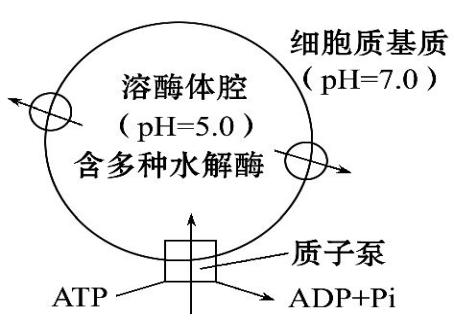 细胞质基质
（pH=7.0）
溶酶体腔
（pH=5.0）
含多种水解酶
质子泵
ATP
ADP+Pi